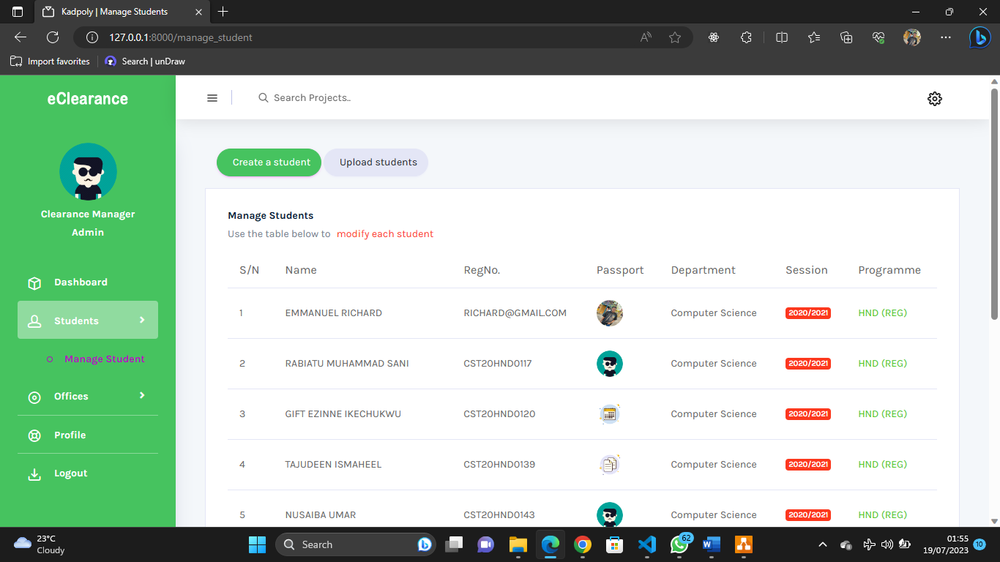 Kadpoly | Manage Students
127.0.0.1:8000/manage_student
Import favorites
Search | unDraw
eClearance
Search Projects..
Clearance Manager
Admin
Dashboard
Students
Manage Student
Offices
Profile
Logout
Create a student
Upload students
Manage Students
Use the table below to modify each student
S/N Name RegNo. Passport Department Session Programme
1 EMMANUEL RICHARD RICHARD@GMAIL.COM Computer Science 2020/2021 HND (REG)
2 RABIATU MUHAMMAD SANI CST20HND0117 Computer Science 2020/2021 HND (REG)
3 GIFT EZINNE IKECHUKWU CST20HND0120 Computer Science 2020/2021 HND (REG)
4 TAJUDEEN ISMAHEEL CST20HND0139 Computer Science 2020/2021 HND (REG)
5 NUSAIBA UMAR CST20HND0143 Computer Science 2020/2021 HND (REG)
23°C
Cloudy
Search
62
01:55
19/07/2023
10